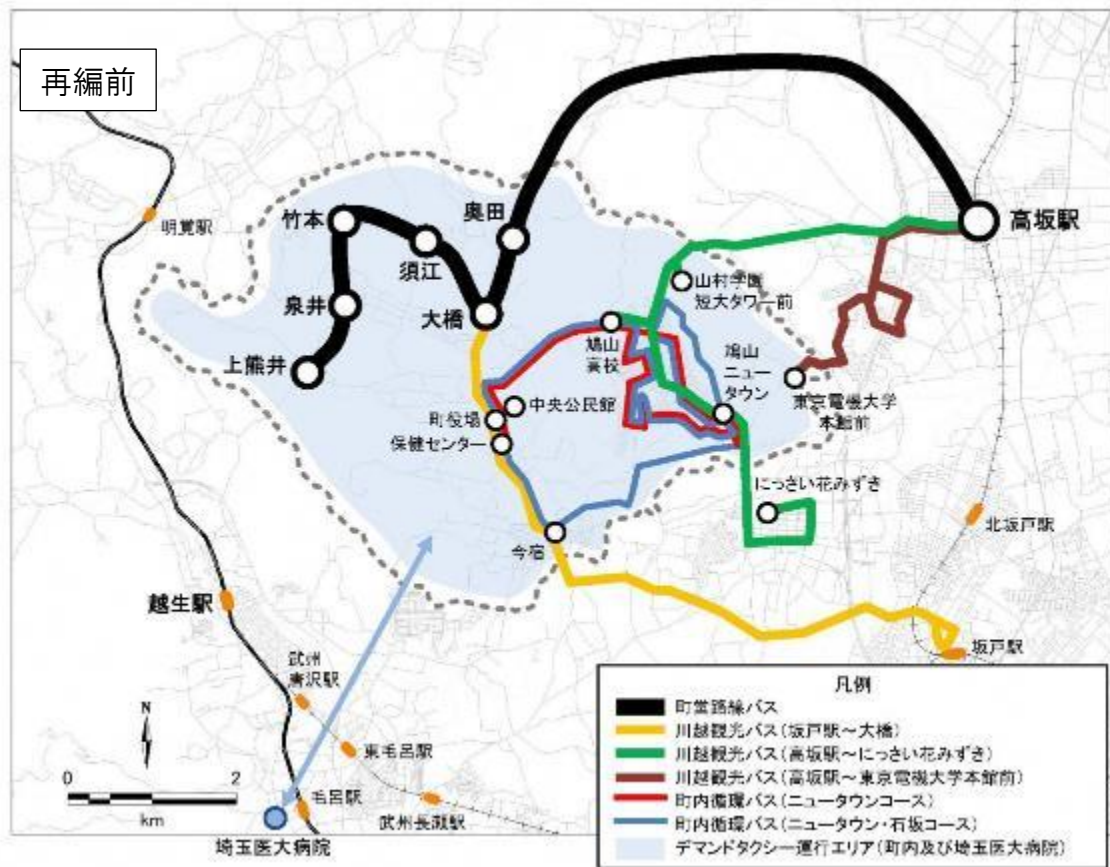 再編前
明覚駅
竹本
須江
奥田
高坂駅
泉井
大橋
山村学園
短大タワー前
上熊井
鳩山
高校
鳩山
ニュー
タウン
中央公民館
町役場
保健センター
東京電機大学
本館前
にっさい花みずき
今宿
北坂戸駅
越生駅
坂戸駅
武州
唐沢駅
N
東毛呂駅
0 2
km
毛呂駅
武州長瀬駅
埼玉医大病院
凡例
町営路線バス
川越観光バス(坂戸駅~大橋)
川越観光バス(高坂駅~にっさい花みずき)
川越観光バス(高坂駅~東京電機大学本館前)
町内循環バス(ニュータウンコース)
町内循環バス(ニュータウン・石坂コース)
デマンドタクシー運行エリア(町内及び埼玉医大病院)